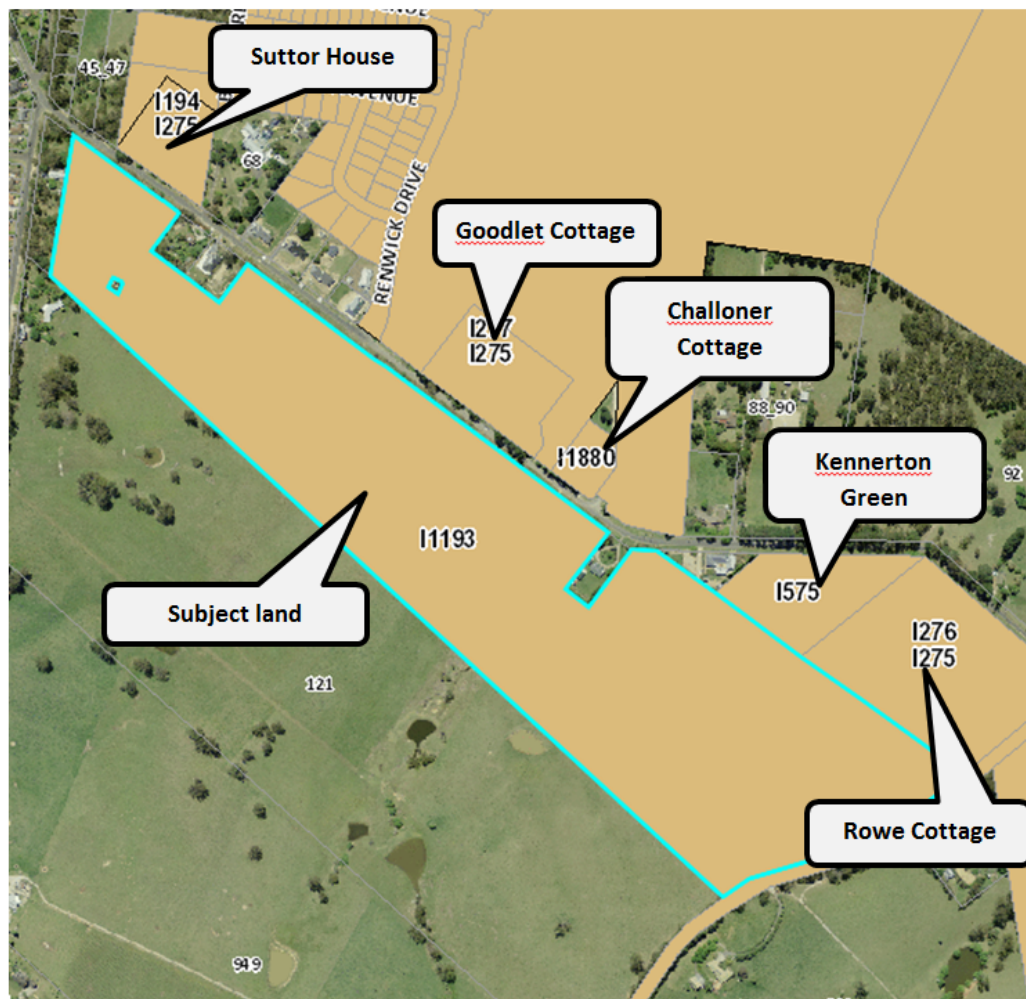 Suttor House
45_47
I194
I275
68
RENWICK DRIVE
Goodlet Cottage
I275
Challoner
Cottage
88_90
I1880
Kennerton
Green
92
I1193
I575
Subject land
I276
I275
121
Rowe Cottage
949